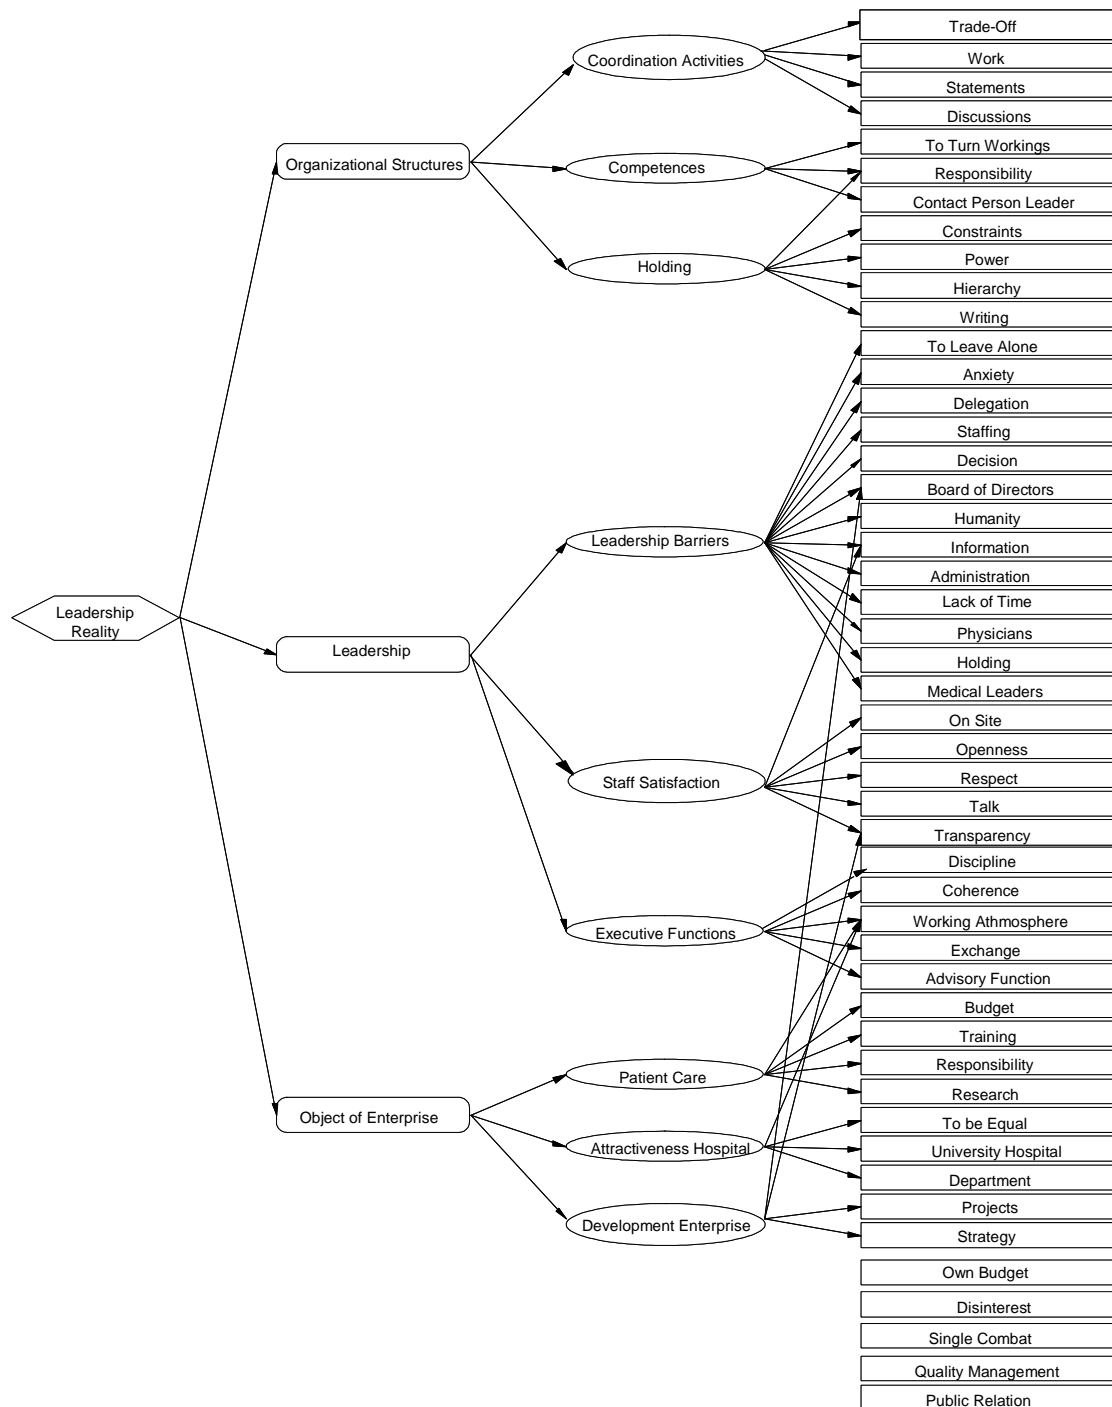 Leadership
Reality
Organizational Structures
Leadership
Object of Enterprise
Coordination Activities
Competences
Holding
Leadership Barriers
Staff Satisfaction
Executive Functions
Patient Care
Attractiveness Hospital
Development Enterprise
Trade-Off
Work
Statements
Discussions
To Turn Workings
Responsibility
Contact Person Leader
Constraints
Power
Hierarchy
Writing
To Leave Alone
Anxiety
Delegation
Staffing
Decision
Board of Directors
Humanity
Information
Administration
Lack of Time
Physicians
Holding
Medical Leaders
On Site
Openness
Respect
Talk
Transparency
Discipline
Coherence
Working Athmosphere
Exchange
Advisory Function
Budget
Training
Responsibility
Research
To be Equal
University Hospital
Department
Projects
Strategy
Own Budget
Disinterest
Single Combat
Quality Management
Public Relation